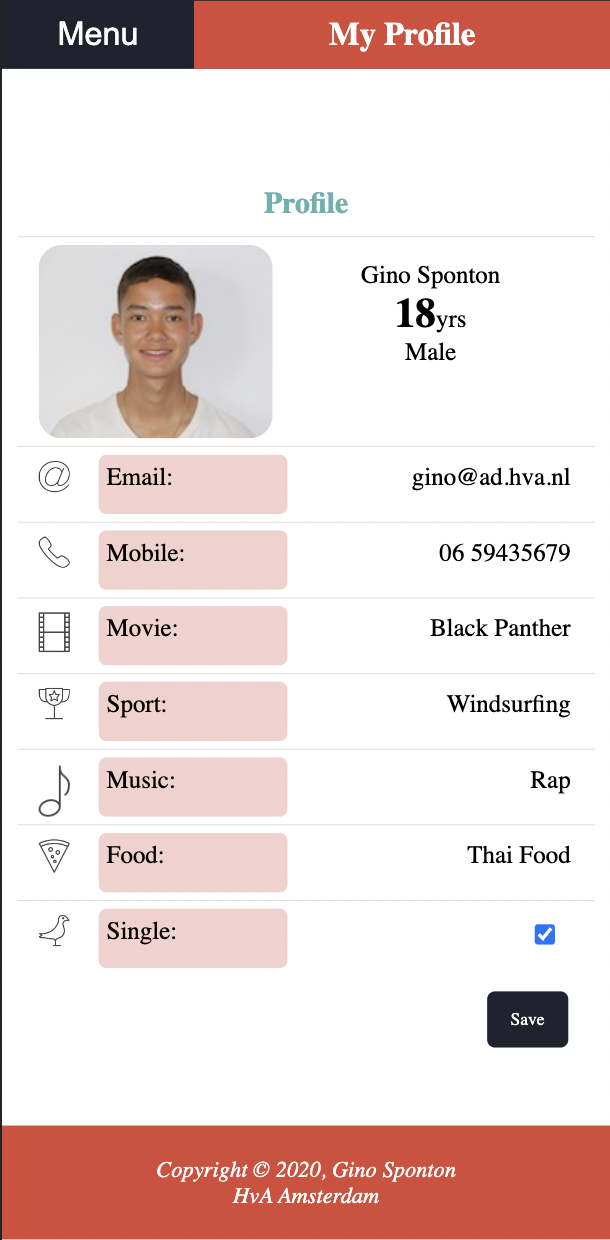 Menu
My Profile
Profile
Gino Sponton
18yrs
Male
@ Email: gino@ad.hva.nl
Mobile: 06 59435679
Movie: Black Panther
Sport: Windsurfing
Music: Rap
Food: Thai Food
Single:
Save
Copyright © 2020, Gino Sponton
HvA Amsterdam